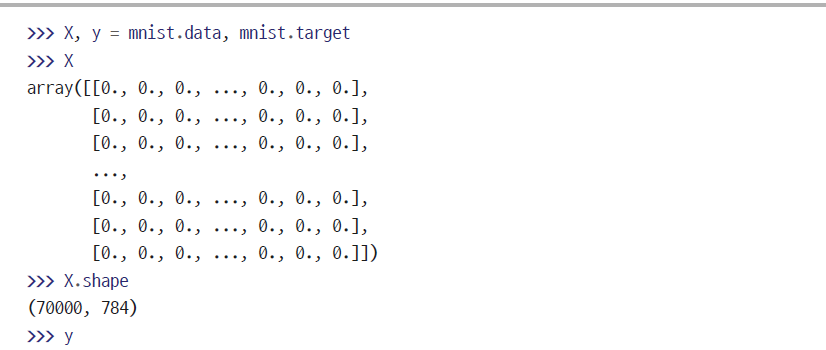 >>> X, y = mnist.data, mnist.target
>>> X
array([[0., 0., 0., ..., 0., 0., 0.],
       [0., 0., 0., ..., 0., 0., 0.],
       [0., 0., 0., ..., 0., 0., 0.],
       ...,
       [0., 0., 0., ..., 0., 0., 0.],
       [0., 0., 0., ..., 0., 0., 0.],
       [0., 0., 0., ..., 0., 0., 0.]])
>>> X.shape
(70000, 784)
>>> y